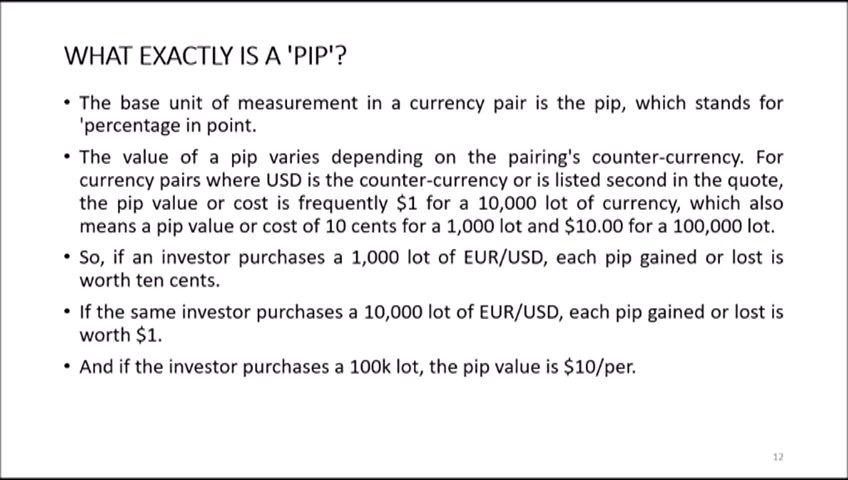 WHAT EXACTLY IS A 'PIP'?
• The base unit of measurement in a currency pair is the pip, which stands for
'percentage in point.
• The value of a pip varies depending on the pairing's counter-currency. For
currency pairs where USD is the counter-currency or is listed second in the quote,
the pip value or cost is frequently $1 for a 10,000 lot of currency, which also
means a pip value or cost of 10 cents for a 1,000 lot and $10.00 for a 100,000 lot.
• So, if an investor purchases a 1,000 lot of EUR/USD, each pip gained or lost is
worth ten cents.
• If the same investor purchases a 10,000 lot of EUR/USD, each pip gained or lost is
worth $1.
• And if the investor purchases a 100k lot, the pip value is $10/per.
12